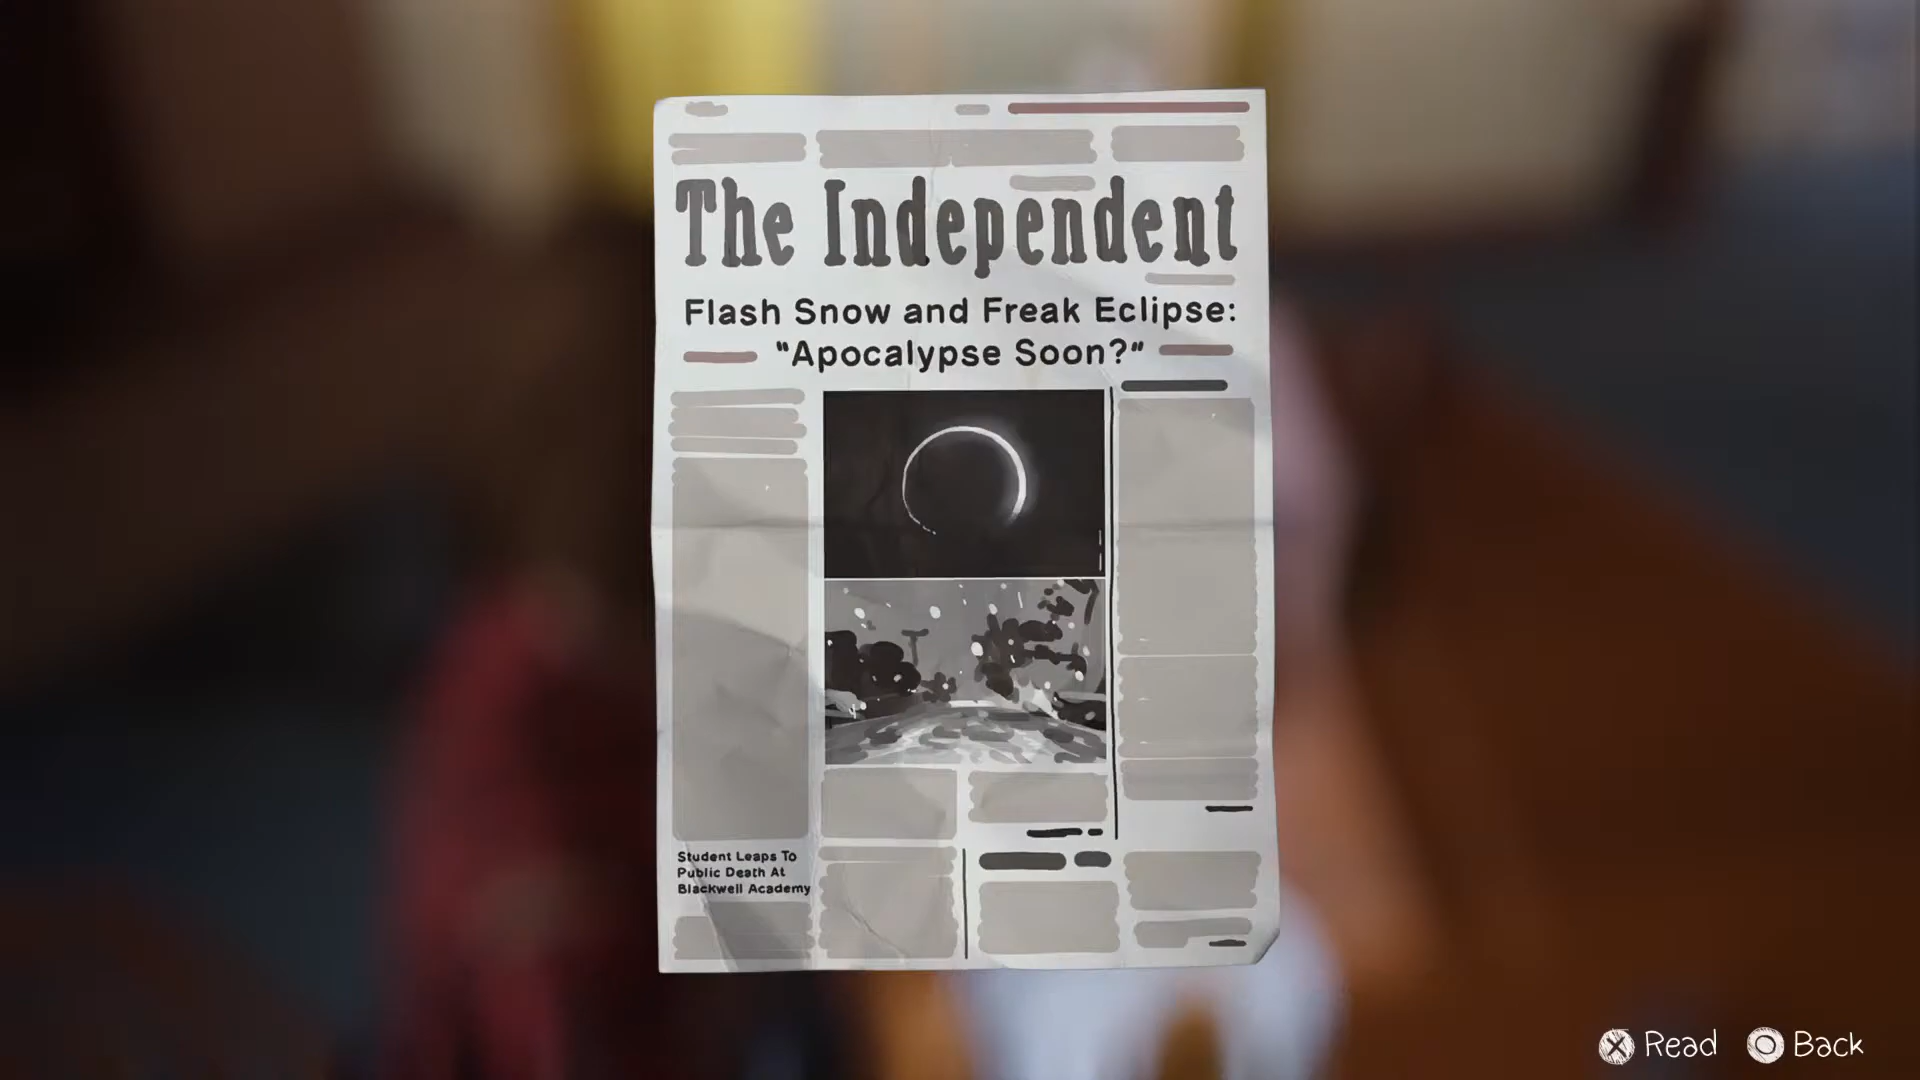 The Independent
Flash Snow and Freak Eclipse:
"Apocalypse Soon?"
Student Leaps To
Public Death At
Blackwell Academy
Read
Back